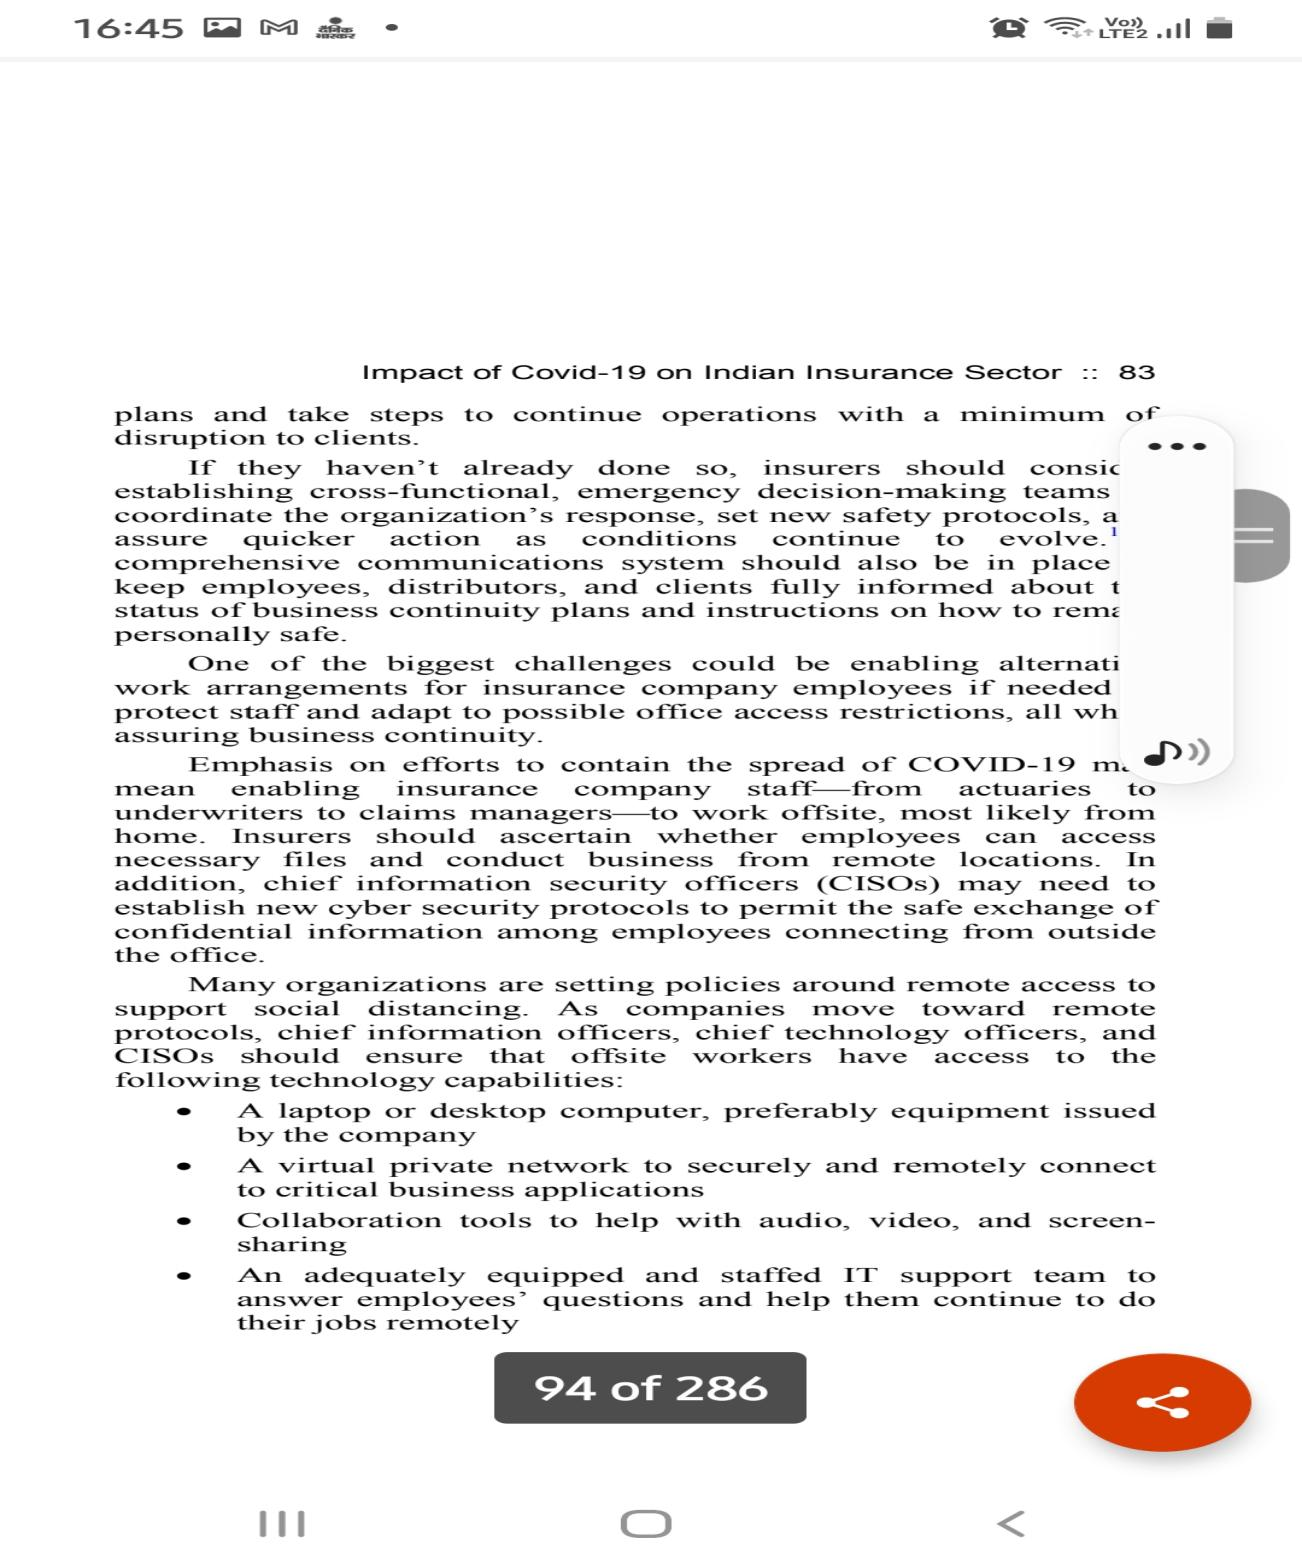 16:45
दैनिक
भास्कर
Vo))
LTE2
Impact of Covid-19 on Indian Insurance Sector :: 83
plans and take steps to continue operations with a minimum of
disruption to clients.
If they haven’t already done so, insurers should consid
establishing cross-functional, emergency decision-making teams
coordinate the organization’s response, set new safety protocols, a
assure quicker action as conditions continue to evolve.1
comprehensive communications system should also be in place
keep employees, distributors, and clients fully informed about t
status of business continuity plans and instructions on how to rema
personally safe.
One of the biggest challenges could be enabling alternati
work arrangements for insurance company employees if needed
protect staff and adapt to possible office access restrictions, all wh
assuring business continuity.
Emphasis on efforts to contain the spread of COVID-19 ma
mean enabling insurance company staff—from actuaries to
underwriters to claims managers—to work offsite, most likely from
home. Insurers should ascertain whether employees can access
necessary files and conduct business from remote locations. In
addition, chief information security officers (CISOs) may need to
establish new cyber security protocols to permit the safe exchange of
confidential information among employees connecting from outside
the office.
Many organizations are setting policies around remote access to
support social distancing. As companies move toward remote
protocols, chief information officers, chief technology officers, and
CISOs should ensure that offsite workers have access to the
following technology capabilities:
• A laptop or desktop computer, preferably equipment issued
by the company
• A virtual private network to securely and remotely connect
to critical business applications
• Collaboration tools to help with audio, video, and screen-
sharing
• An adequately equipped and staffed IT support team to
answer employees’ questions and help them continue to do
their jobs remotely
94 of 286